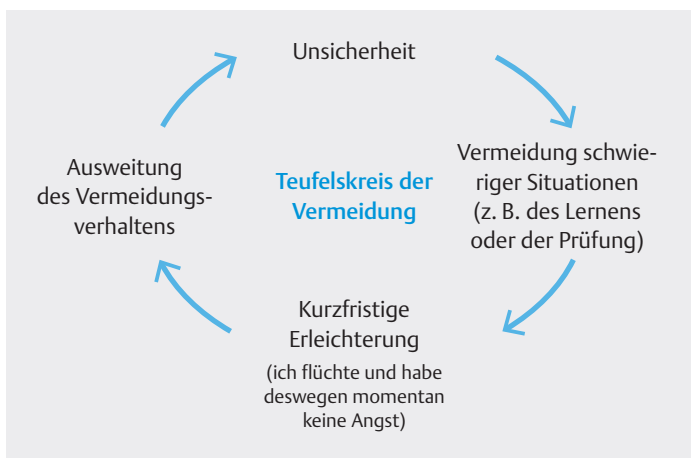 Unsicherheit
Vermeidung schwie-
riger Situationen
(z. B. des Lernens
oder der Prüfung)
Kurzfristige
Erleichterung
(ich flüchte und habe
deswegen momentan
keine Angst)
Ausweitung
des Vermeidungs-
verhaltens
Teufelskreis der
Vermeidung